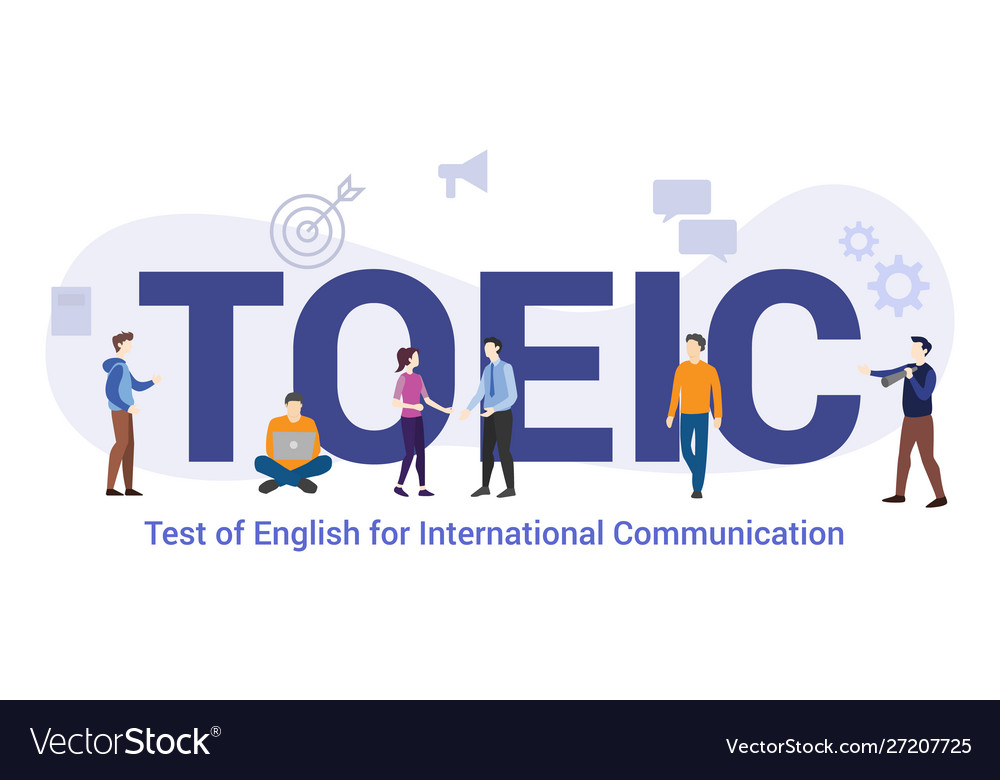 TOEIC
Test of English for International Communication
VectorStock®
VectorStock.com/27207725